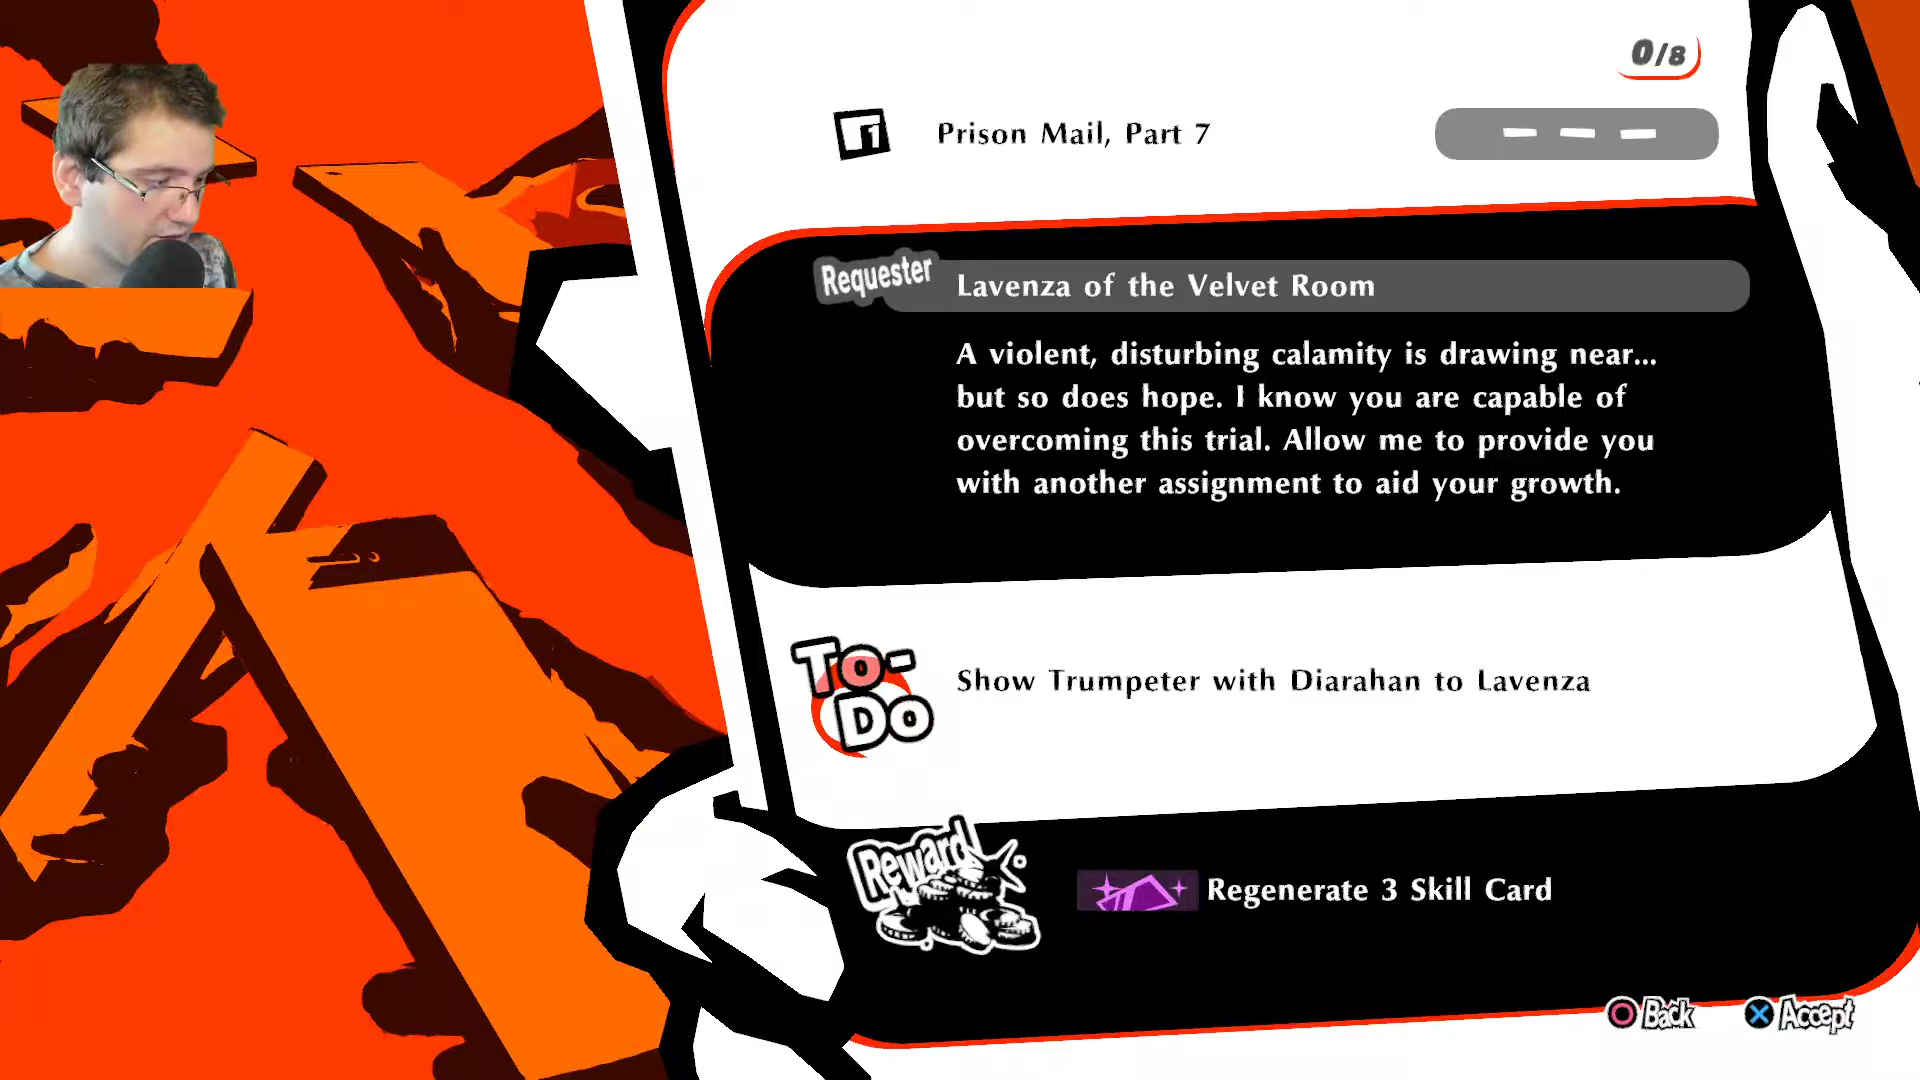 0/8
Prison Mail, Part 7
Requester
Lavenza of the Velvet Room
A violent, disturbing calamity is drawing near...
but so does hope. I know you are capable of
overcoming this trial. Allow me to provide you
with another assignment to aid your growth.
To-
Do
Show Trumpeter with Diarahan to Lavenza
Reward
Regenerate 3 Skill Card
Back
Accept